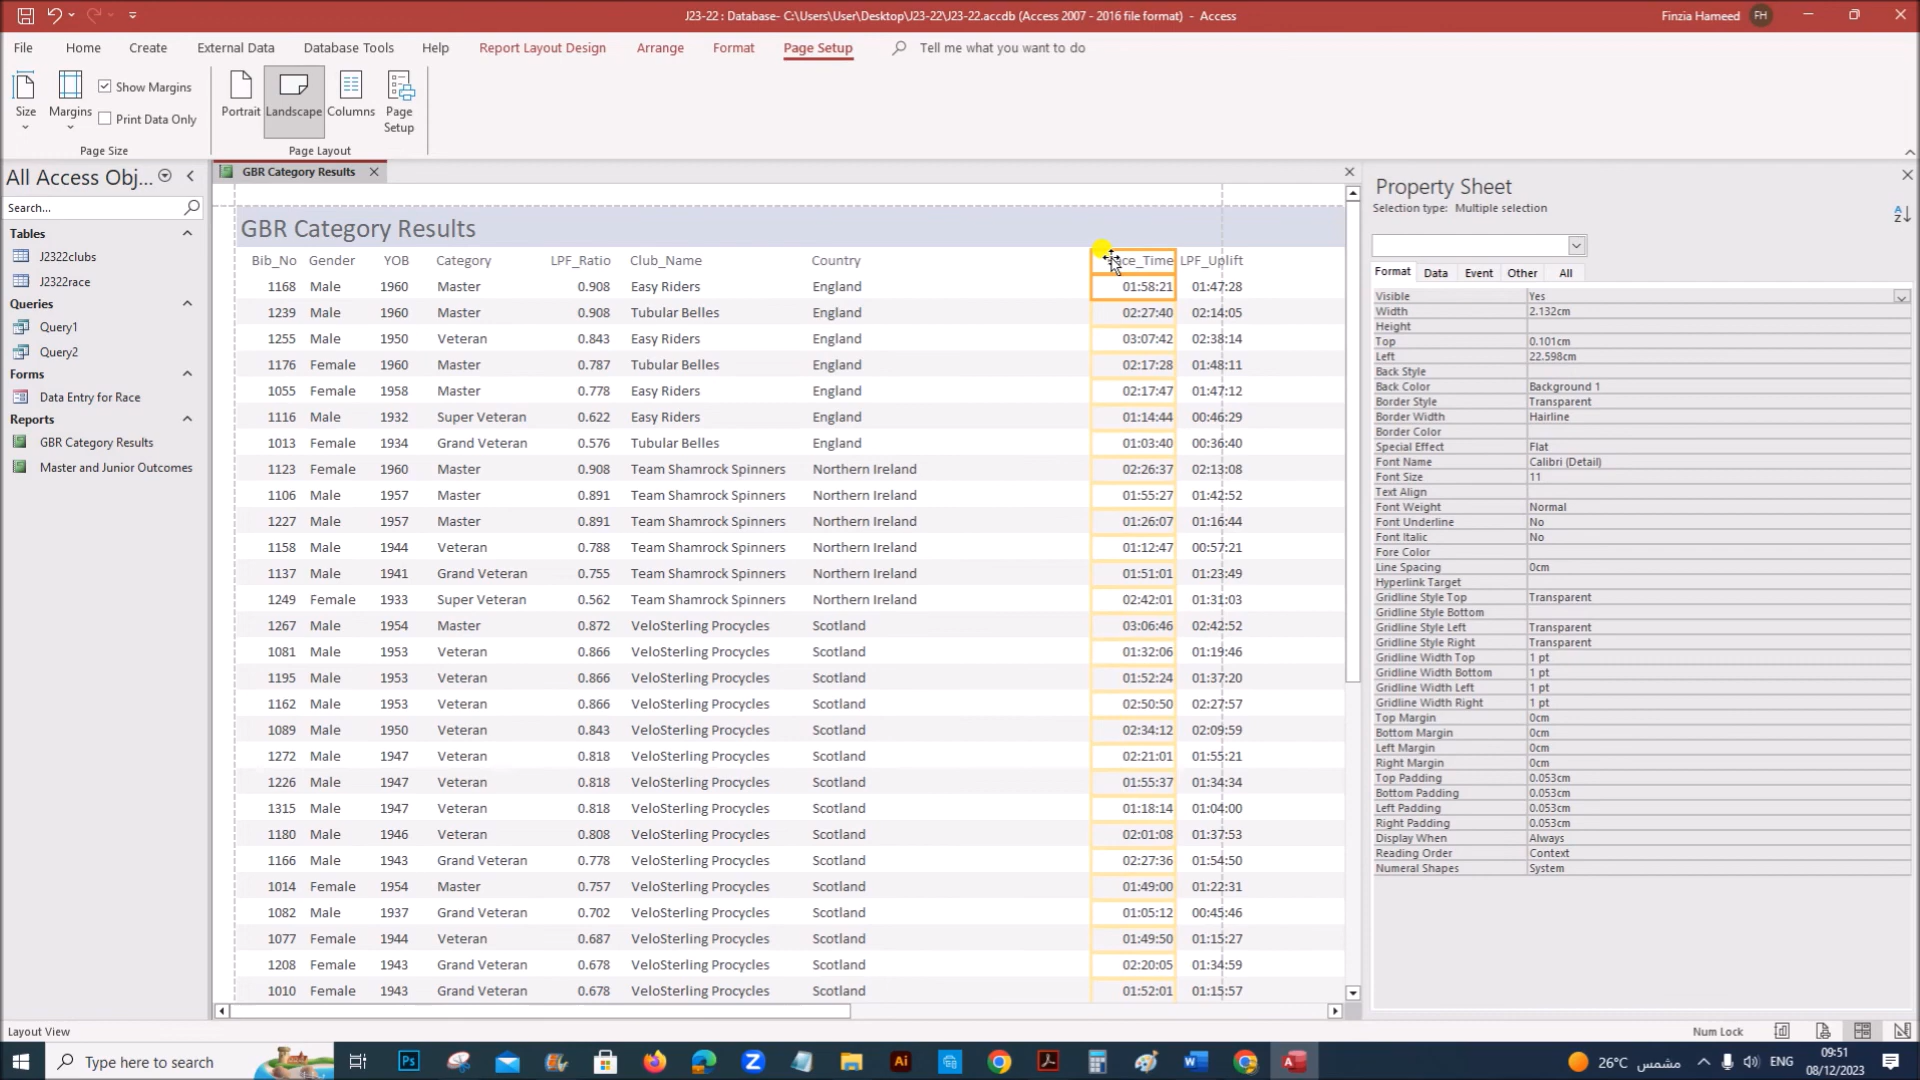 J23-22 : Database- C:\Users\User\Desktop\J23-22\J23-22.accdb (Access 2007 - 2016 file format) - Access
Finzia Hameed FH
File Home Create External Data Database Tools Help Report Layout Design Arrange Format Page Setup Tell me what you want to do
Size Margins Show Margins Print Data Only Portrait Landscape Columns Page Setup
Page Size Page Layout
All Access Obj...
Search...
Tables
J2322clubs
J2322race
Queries
Query1
Query2
Forms
Data Entry for Race
Reports
GBR Category Results
Master and Junior Outcomes
GBR Category Results
GBR Category Results
Bib_No Gender YOB Category LPF_Ratio Club_Name Country LPF_Uplift
1168 Male 1960 Master 0.908 Easy Riders England 01:58:21 01:47:28
1239 Male 1960 Master 0.908 Tubular Belles England 02:27:40 02:14:05
1255 Male 1950 Veteran 0.843 Easy Riders England 03:07:42 02:38:14
1176 Female 1960 Master 0.787 Tubular Belles England 02:17:28 01:48:11
1055 Female 1958 Master 0.778 Easy Riders England 02:17:47 01:47:12
1116 Male 1932 Super Veteran 0.622 Easy Riders England 01:14:44 00:46:29
1013 Female 1934 Grand Veteran 0.576 Tubular Belles England 01:03:40 00:36:40
1123 Female 1960 Master 0.908 Team Shamrock Spinners Northern Ireland 02:26:37 02:13:08
1106 Male 1957 Master 0.891 Team Shamrock Spinners Northern Ireland 01:55:27 01:42:52
1227 Male 1957 Master 0.891 Team Shamrock Spinners Northern Ireland 01:26:07 01:16:44
1158 Male 1944 Veteran 0.788 Team Shamrock Spinners Northern Ireland 01:12:47 00:57:21
1137 Male 1941 Grand Veteran 0.755 Team Shamrock Spinners Northern Ireland 01:51:01 01:23:49
1249 Female 1933 Super Veteran 0.562 Team Shamrock Spinners Northern Ireland 02:42:01 01:31:03
1267 Male 1954 Master 0.872 VeloSterling Procycles Scotland 03:06:46 02:42:52
1081 Male 1953 Veteran 0.866 VeloSterling Procycles Scotland 01:32:06 01:19:46
1195 Male 1953 Veteran 0.866 VeloSterling Procycles Scotland 01:52:24 01:37:20
1162 Male 1953 Veteran 0.866 VeloSterling Procycles Scotland 02:50:50 02:27:57
1089 Male 1950 Veteran 0.843 VeloSterling Procycles Scotland 02:34:12 02:09:59
1272 Male 1947 Veteran 0.818 VeloSterling Procycles Scotland 02:21:01 01:55:21
1226 Male 1947 Veteran 0.818 VeloSterling Procycles Scotland 01:55:37 01:34:34
1315 Male 1947 Veteran 0.818 VeloSterling Procycles Scotland 01:18:14 01:04:00
1180 Male 1946 Veteran 0.808 VeloSterling Procycles Scotland 02:01:08 01:37:53
1166 Male 1943 Grand Veteran 0.778 VeloSterling Procycles Scotland 02:27:36 01:54:50
1014 Female 1954 Master 0.757 VeloSterling Procycles Scotland 01:49:00 01:22:31
1082 Male 1937 Grand Veteran 0.702 VeloSterling Procycles Scotland 01:05:12 00:45:46
1077 Female 1944 Veteran 0.687 VeloSterling Procycles Scotland 01:49:50 01:15:27
1208 Female 1943 Grand Veteran 0.678 VeloSterling Procycles Scotland 02:20:05 01:34:59
1010 Female 1943 Grand Veteran 0.678 VeloSterling Procycles Scotland 01:52:01 01:15:57
Property Sheet
Selection type: Multiple selection
Format Data Event Other All
Visible Yes
Width 2.132cm
Height
Top 0.101cm
Left 22.598cm
Back Style
Back Color Background 1
Border Style Transparent
Border Width Hairline
Border Color
Special Effect Flat
Font Name Calibri (Detail)
Font Size 11
Text Align
Font Weight Normal
Font Underline No
Font Italic No
Fore Color
Line Spacing 0cm
Hyperlink Target
Gridline Style Top Transparent
Gridline Style Bottom
Gridline Style Left Transparent
Gridline Style Right Transparent
Gridline Width Top 1 pt
Gridline Width Bottom 1 pt
Gridline Width Left 1 pt
Gridline Width Right 1 pt
Top Margin 0cm
Bottom Margin 0cm
Left Margin 0cm
Right Margin 0cm
Top Padding 0.053cm
Bottom Padding 0.053cm
Left Padding 0.053cm
Right Padding 0.053cm
Display When Always
Reading Order Context
Numeral Shapes System
Layout View Num Lock
Type here to search
Ps Ai 26°C مشمس ENG 09:51
08/12/2023